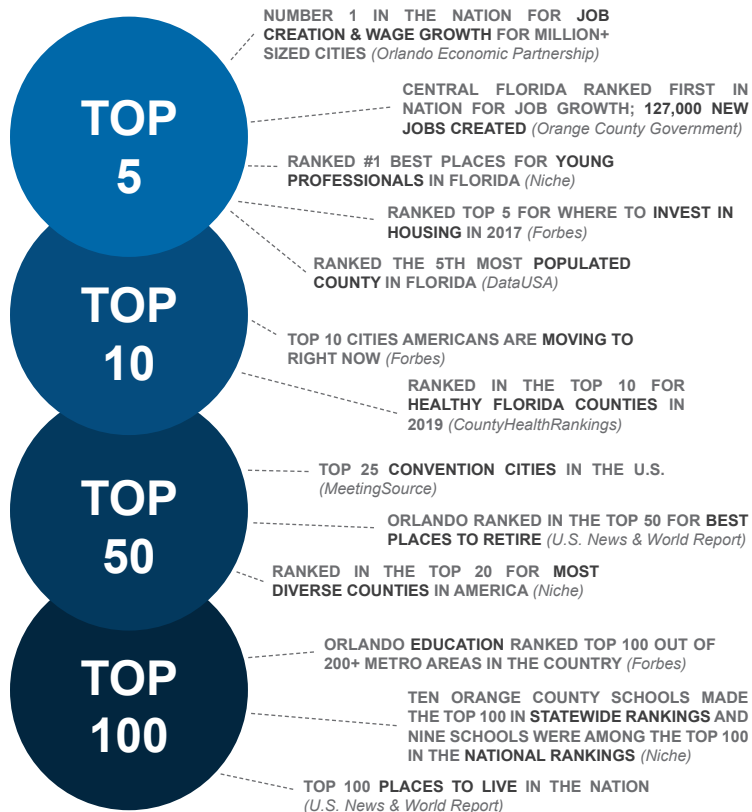 NUMBER 1 IN THE NATION FOR JOB
CREATION & WAGE GROWTH FOR MILLION+
SIZED CITIES (Orlando Economic Partnership)
CENTRAL FLORIDA RANKED FIRST IN
NATION FOR JOB GROWTH; 127,000 NEW
JOBS CREATED (Orange County Government)
TOP
5
RANKED #1 BEST PLACES FOR YOUNG
PROFESSIONALS IN FLORIDA (Niche)
RANKED TOP 5 FOR WHERE TO INVEST IN
HOUSING IN 2017 (Forbes)
RANKED THE 5TH MOST POPULATED
COUNTY IN FLORIDA (DataUSA)
TOP
10
TOP 10 CITIES AMERICANS ARE MOVING TO
RIGHT NOW (Forbes)
RANKED IN THE TOP 10 FOR
HEALTHY FLORIDA COUNTIES IN
2019 (CountyHealthRankings)
TOP
50
TOP 25 CONVENTION CITIES IN THE U.S.
(MeetingSource)
ORLANDO RANKED IN THE TOP 50 FOR BEST
PLACES TO RETIRE (U.S. News & World Report)
RANKED IN THE TOP 20 FOR MOST
DIVERSE COUNTIES IN AMERICA (Niche)
TOP
100
ORLANDO EDUCATION RANKED TOP 100 OUT OF
200+ METRO AREAS IN THE COUNTRY (Forbes)
TEN ORANGE COUNTY SCHOOLS MADE
THE TOP 100 IN STATEWIDE RANKINGS AND
NINE SCHOOLS WERE AMONG THE TOP 100
IN THE NATIONAL RANKINGS (Niche)
TOP 100 PLACES TO LIVE IN THE NATION
(U.S. News & World Report)